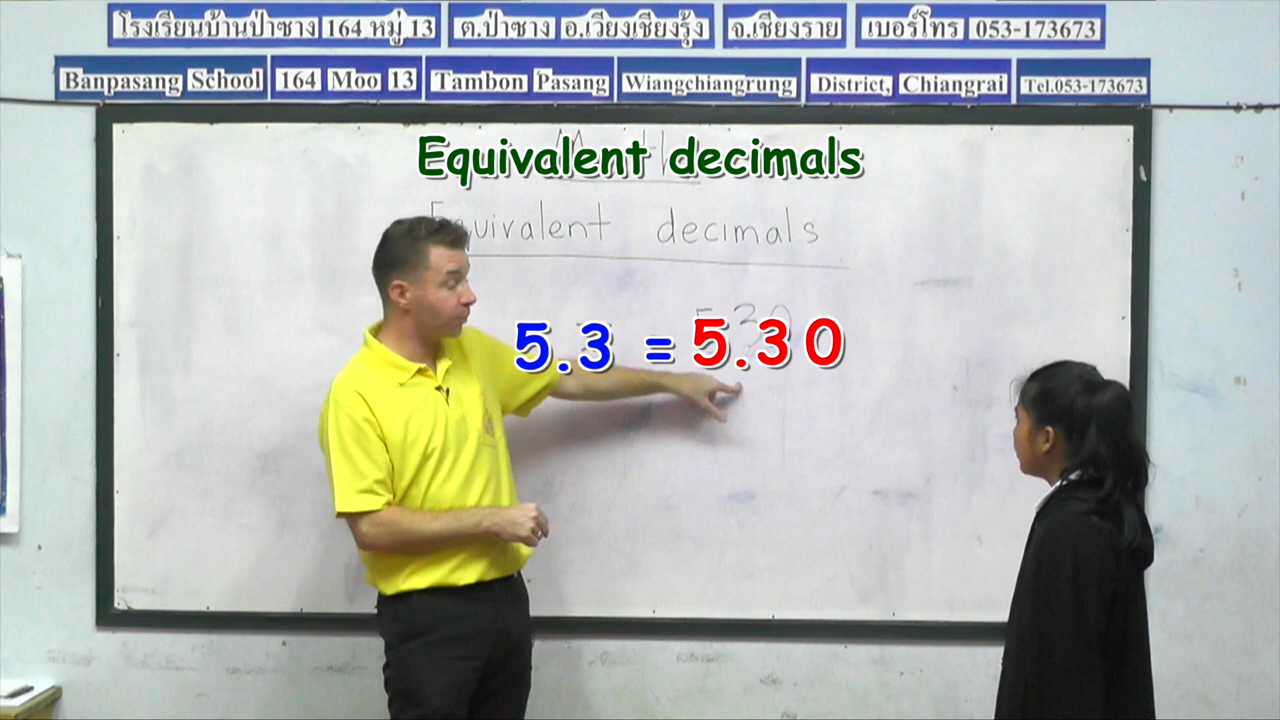 โรงเรียนบ้านป่าซาง 164 หมู่ 13 ต.ป่าซาง อ.เวียงเชียงรุ้ง จ.เชียงราย เบอร์โทร 053-173673
Banpasang School 164 Moo 13 Tambon Pasang Wiangchiangrung District, Chiangrai Tel.053-173673
Equivalent decimals
Equivalent decimals
5.30
5.3 = 5.30